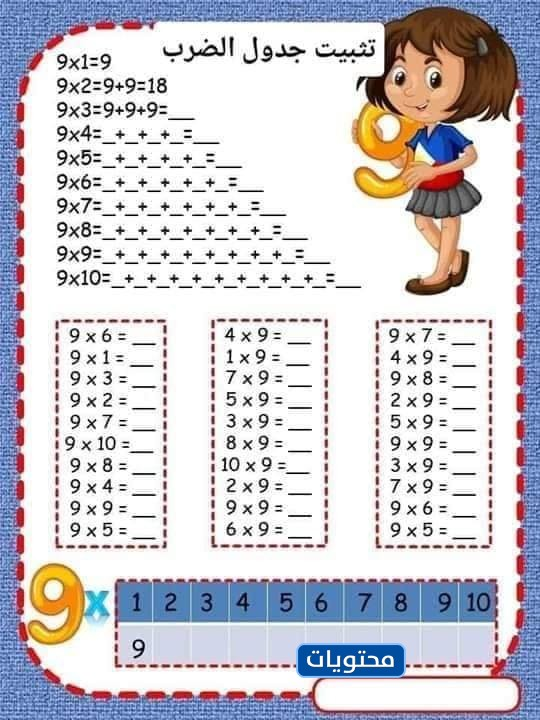 تثبيت جدول الضرب
9x1=9
9x2=9+9=18
9x3=9+9+9=__
9x4=_+_+_+_=__
9x5=_+_+_+_+_=__
9x6=_+_+_+_+_+_=__
9x7=_+_+_+_+_+_+_=__
9x8=_+_+_+_+_+_+_+_=__
9x9=_+_+_+_+_+_+_+_+_=__
9x10=_+_+_+_+_+_+_+_+_+_=__
9 x 6 = __
9 x 1 = __
9 x 3 = __
9 x 2 = __
9 x 7 = __
9 x 10 =__
9 x 8 = __
9 x 4 = __
9 x 9 = __
9 x 5 = __
4 x 9 = __
1 x 9 = __
7 x 9 = __
5 x 9 = __
3 x 9 = __
8 x 9 = __
10 x 9 =__
2 x 9 = __
9 x 9 = __
6 x 9 = __
9 x 7 = __
4 x 9 = __
9 x 8 = __
2 x 9 = __
5 x 9 = __
9 x 9 = __
3 x 9 = __
7 x 9 = __
9 x 6 = __
9 x 5 = __
9 x 1 2 3 4 5 6 7 8 9 10
9
محتويات